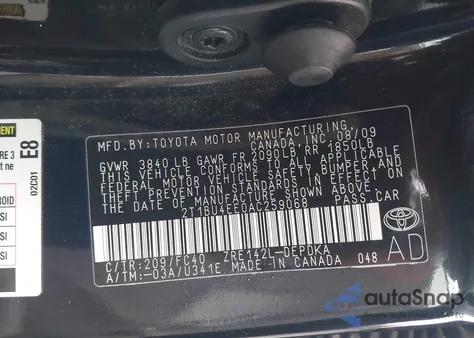 MFD. BY: TOYOTA MOTOR MANUFACTURING
CANADA, INC. 08/09
GVWR 3840 LB GAWR FR 2090LB RR 1850LB
THIS VEHICLE CONFORMS TO ALL APPLICABLE
FEDERAL MOTOR VEHICLE SAFETY, BUMPER, AND
THEFT PREVENTION STANDARDS IN EFFECT ON THE
DATE OF MANUFACTURE SHOWN ABOVE.
2T1BU4EE0AC259068 PASS. CAR
C/TR: 209/FC40 ZRE142L-DEPDKA
A/TM: -03A/U341E MADE IN CANADA 048
TOYOTA
AD
E8
02C01
autoSnap